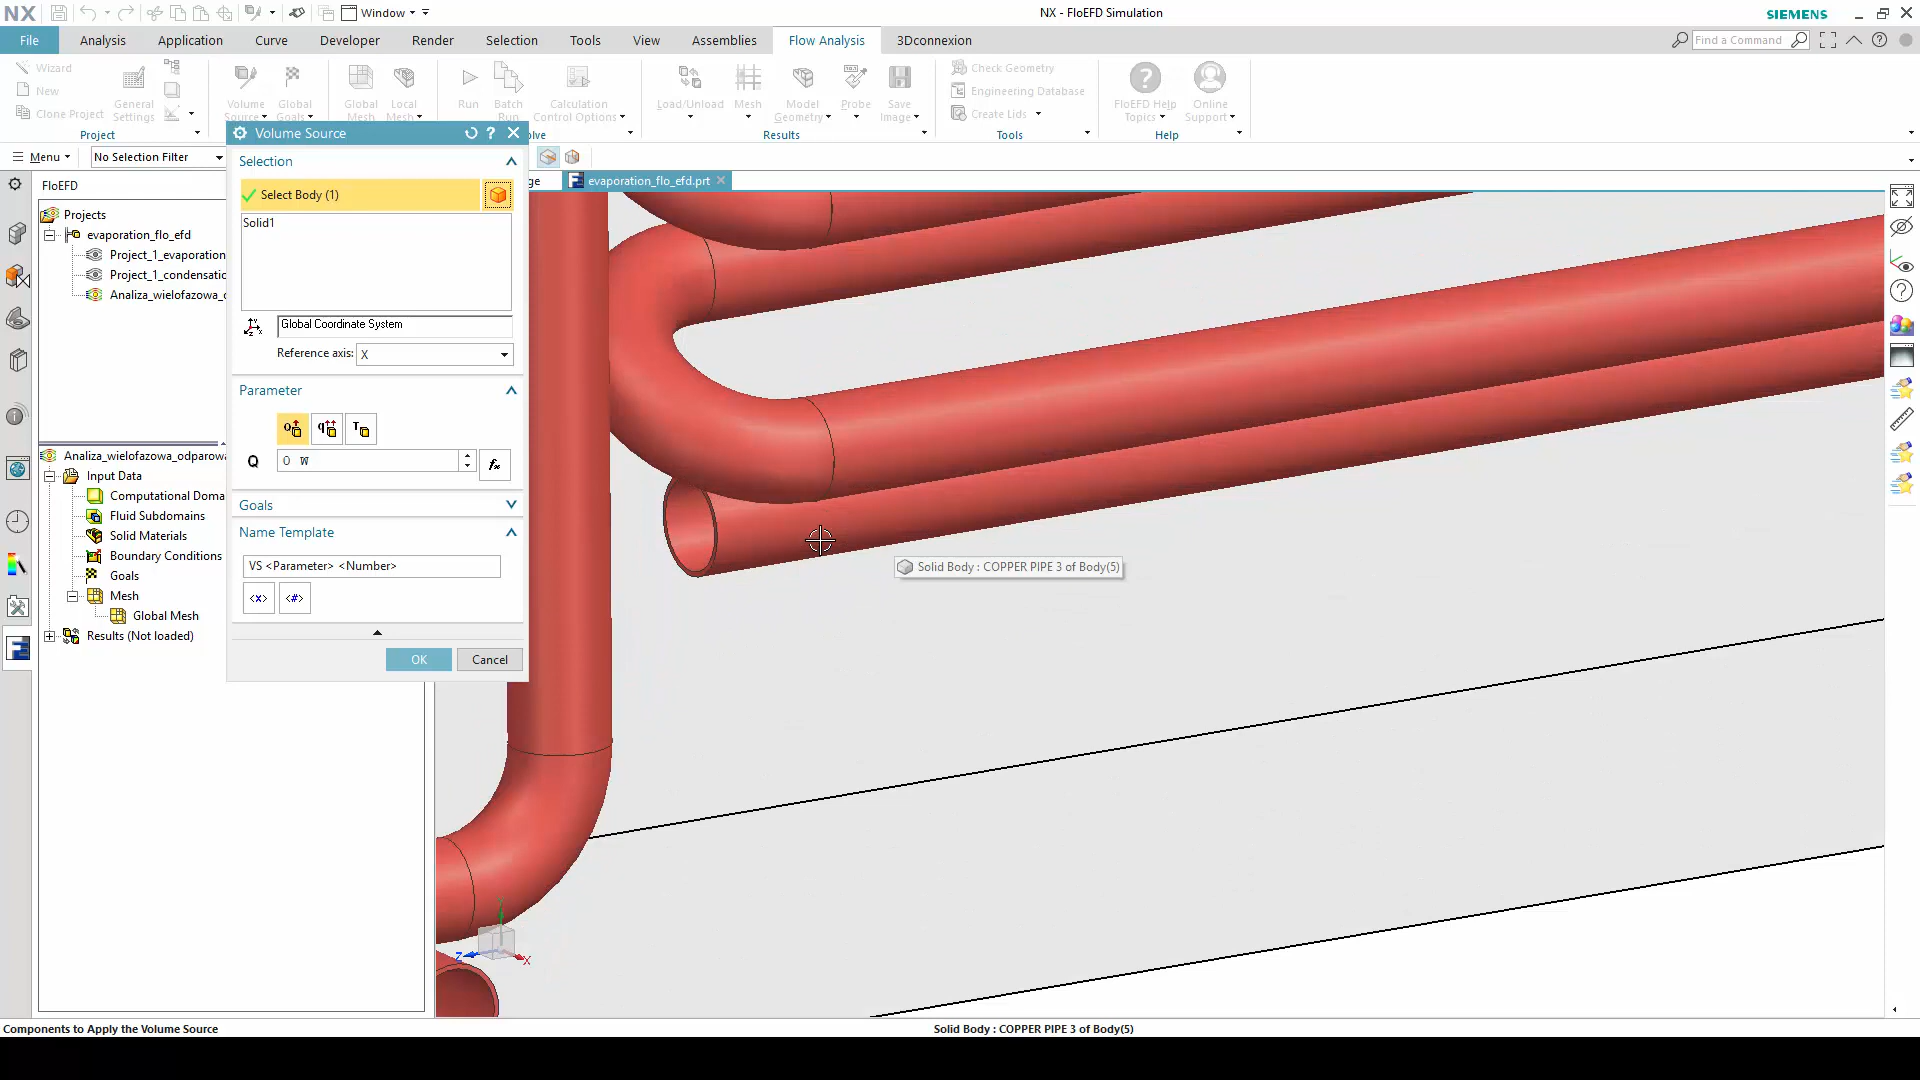 NX
Window
NX - FloEFD Simulation
SIEMENS
File
Analysis
Application
Curve
Developer
Render
Selection
Tools
View
Assemblies
Flow Analysis
3Dconnexion
Find a Command
Wizard
New
Clone Project
General
Settings
Project
Volume
Source
Global
Goals
Global
Mesh
Local
Mesh
Run
Batch
Run
Calculation
Control Options
olve
Load/Unload
Mesh
Model
Geometry
Probe
Save
Image
Results
Check Geometry
Engineering Database
Create Lids
Tools
FloEFD Help
Topics
Online
Support
Help
Menu
No Selection Filter
ge
evaporation_flo_efd.prt
FloEFD
Projects
evaporation_flo_efd
Project_1_evaporation
Project_1_condensatio
Analiza_wielofazowa_o
Analiza_wielofazowa_odparowa
Input Data
Computational Doma
Fluid Subdomains
Solid Materials
Boundary Conditions
Goals
Mesh
Global Mesh
Results (Not loaded)
Volume Source
Selection
Select Body (1)
Solid1
Global Coordinate System
Reference axis: X
Parameter
Q 0 W
Goals
Name Template
VS <Parameter> <Number>
<x> <#>
OK Cancel
Solid Body : COPPER PIPE 3 of Body(5)
Y
Z
X
Components to Apply the Volume Source
Solid Body : COPPER PIPE 3 of Body(5)